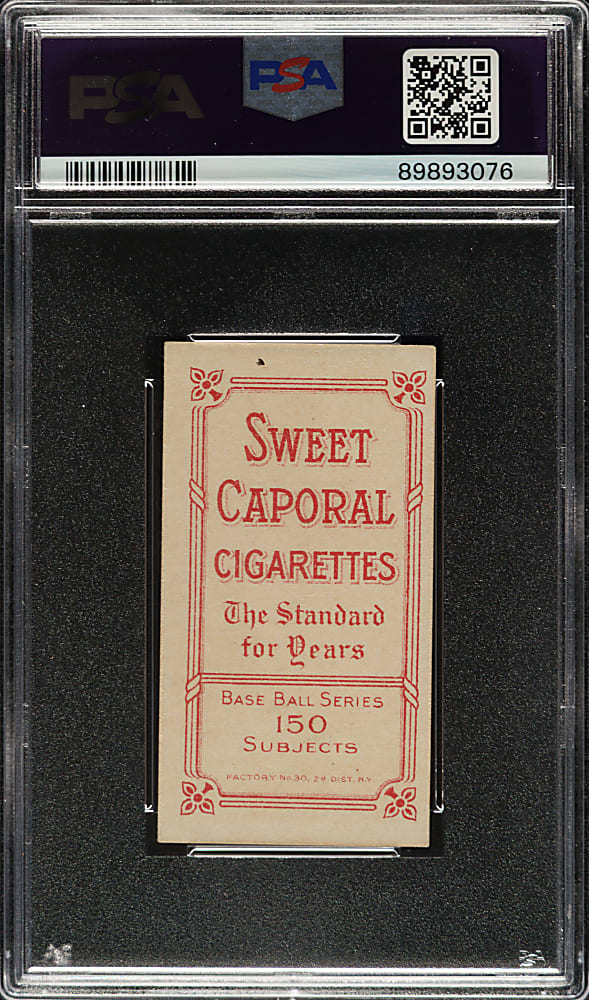 PSA
PSA
89893076
SWEET
CAPORAL
CIGARETTES
The Standard
for Years
BASE BALL SERIES
150
SUBJECTS
FACTORY No. 30, 2d DIST. N.Y.